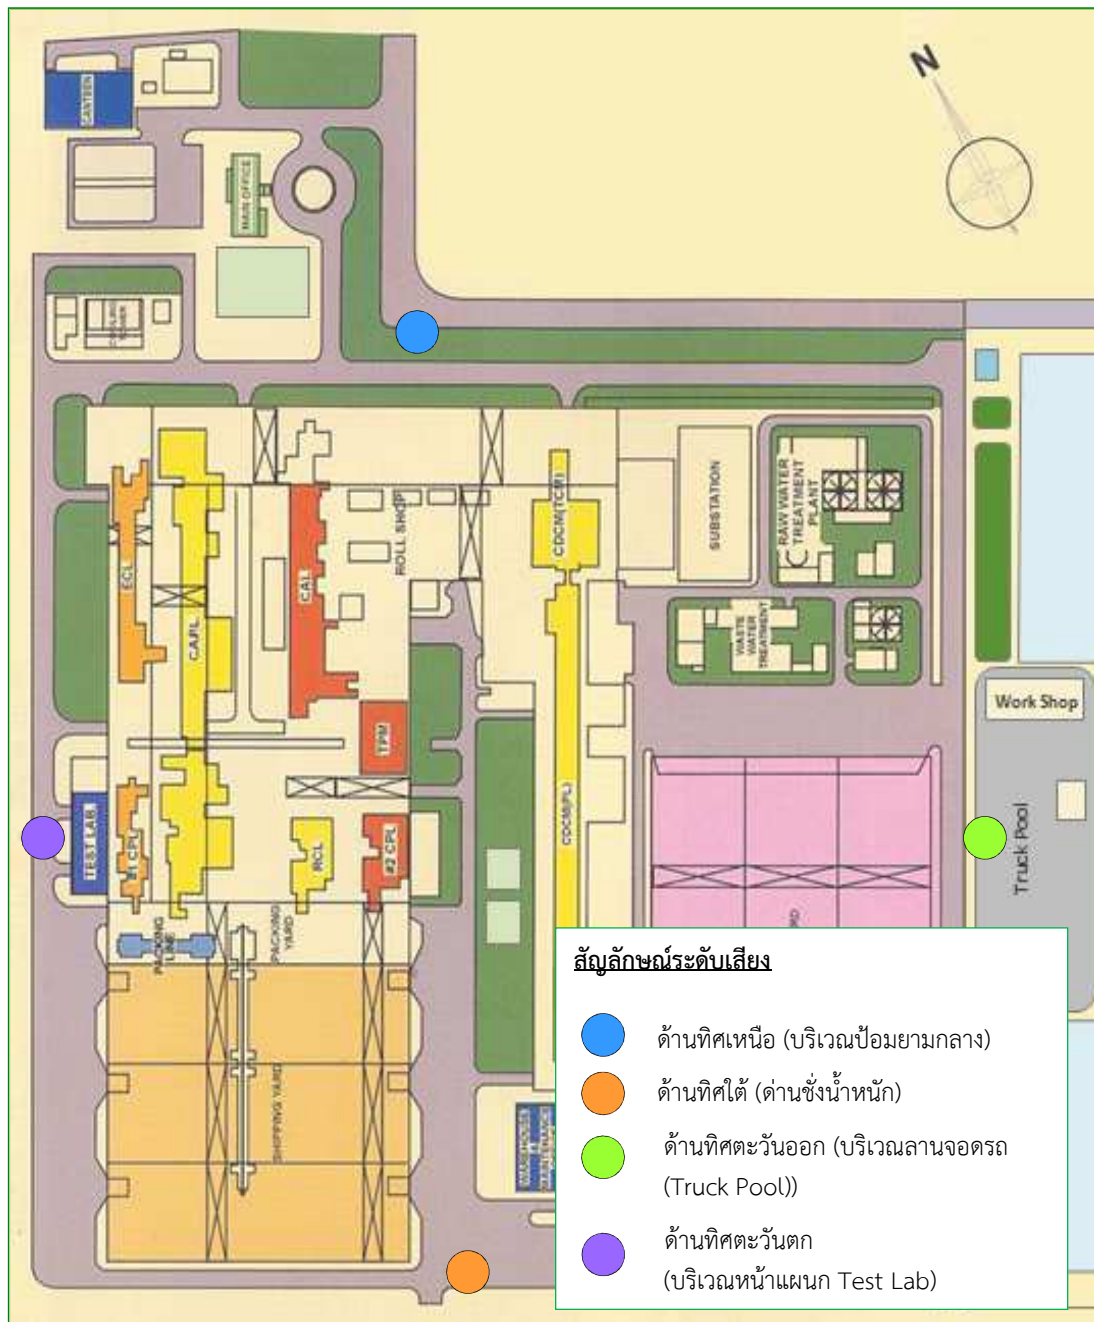 N
CANTEEN
MAIN OFFICE
COOLING
TOWER
ECL
CAPL
CAL
ROLL SHOP
CDCM(TCM)
SUBSTATION
RAW WATER
TREATMENT
PLANT
WASTE
WATER
TREATMENT
Work Shop
TPM
TEST LAB.
#1 CPL
RCL
#2 CPL
CDCM(PL)
Truck Pool
PACKING
LINE
PACKING
YARD
SHIPPING YARD
WAREHOUSE
สัญลักษณ์ระดับเสียง
ด้านทิศเหนือ (บริเวณป้อมยามกลาง)
ด้านทิศใต้ (ด่านชั่งน้ำหนัก)
ด้านทิศตะวันออก (บริเวณลานจอดรถ
(Truck Pool))
ด้านทิศตะวันตก
(บริเวณหน้าแผนก Test Lab)